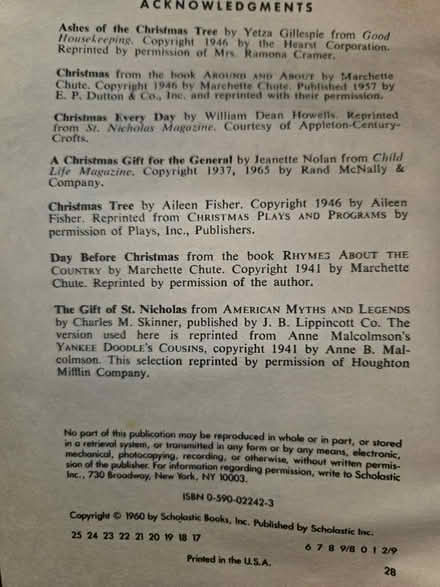 ACKNOWLEDGMENTS
Ashes of the Christmas Tree by Yetza Gillespie from Good
Housekeeping. Copyright 1946 by the Hearst Corporation.
Reprinted by permission of Mrs. Ramona Cramer.
Christmas from the book AROUND AND ABOUT by Marchette
Chute. Copyright 1946 by Marchette Chute. Published 1957 by
E. P. Dutton & Co., Inc. and reprinted with their permission.
Christmas Every Day by William Dean Howells. Reprinted
from St. Nicholas Magazine. Courtesy of Appleton-Century-
Crofts.
A Christmas Gift for the General by Jeanette Nolan from Child
Life Magazine. Copyright 1937, 1965 by Rand McNally &
Company.
Christmas Tree by Aileen Fisher. Copyright 1946 by Aileen
Fisher. Reprinted from CHRISTMAS PLAYS AND PROGRAMS by
permission of Plays, Inc., Publishers.
Day Before Christmas from the book RHYMES ABOUT THE
COUNTRY by Marchette Chute. Copyright 1941 by Marchette
Chute. Reprinted by permission of the author.
The Gift of St. Nicholas from AMERICAN MYTHS AND LEGENDS
by Charles M. Skinner, published by J. B. Lippincott Co. The
version used here is reprinted from Anne Malcolmson's
YANKEE DOODLE'S COUSINS, copyright 1941 by Anne B. Mal-
colmson. This selection reprinted by permission of Houghton
Mifflin Company.
No part of this publication may be reproduced in whole or in part, or stored
in a retrieval system, or transmitted in any form or by any means, electronic,
mechanical, photocopying, recording, or otherwise, without written permis-
sion of the publisher. For information regarding permission, write to Scholastic
Inc., 730 Broadway, New York, NY 10003.
ISBN 0-590-02242-3
Copyright © 1960 by Scholastic Books, Inc. Published by Scholastic Inc.
25 24 23 22 21 20 19 18 17 6 7 8 9/8 0 1 2/9
Printed in the U.S.A. 28